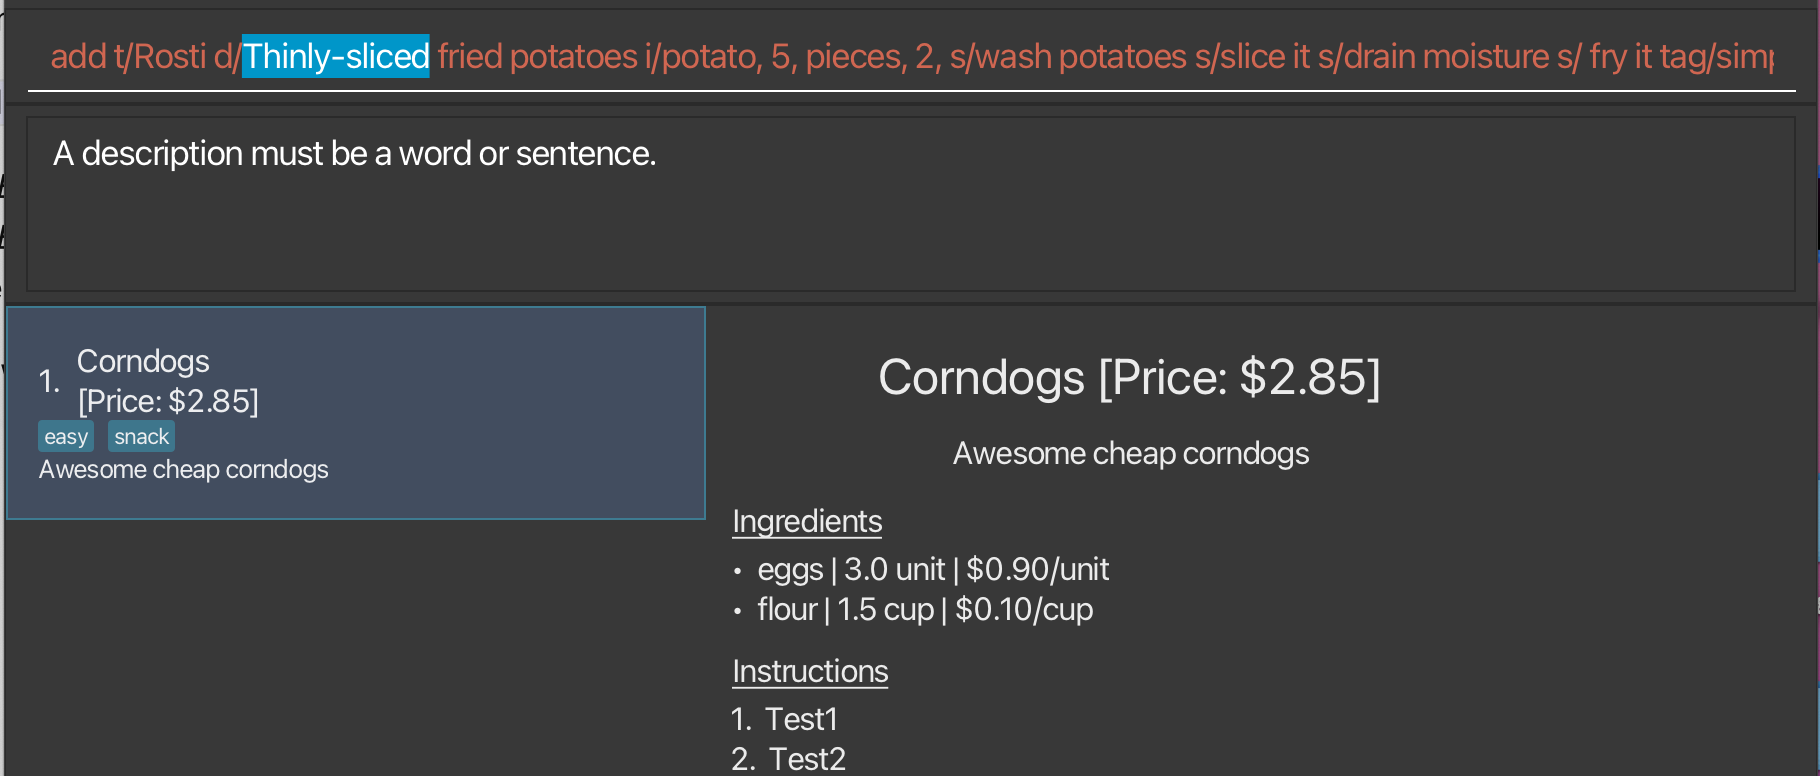 add t/Rosti d/Thinly-sliced fried potatoes i/potato, 5, pieces, 2, s/wash potatoes s/slice it s/drain moisture s/ fry it tag/simp
A description must be a word or sentence.
1.
Corndogs
[Price: $2.85]
easy snack
Awesome cheap corndogs
Corndogs [Price: $2.85]
Awesome cheap corndogs
Ingredients
• eggs | 3.0 unit | $0.90/unit
• flour | 1.5 cup | $0.10/cup
Instructions
1. Test1
2. Test2